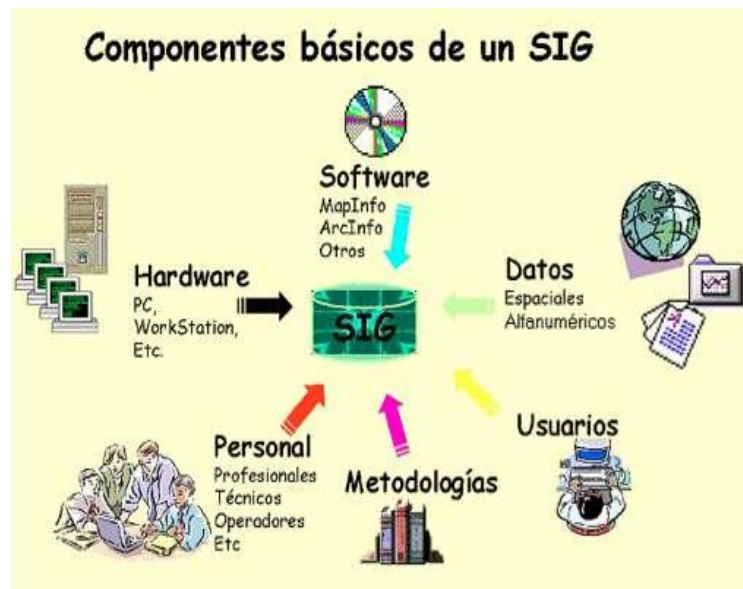 Componentes básicos de un SIG
Software
MapInfo
ArcInfo
Otros
Hardware
PC,
WorkStation,
Etc.
SIG
Datos
Espaciales
Alfanuméricos
Personal
Profesionales
Técnicos
Operadores
Etc
Metodologías
Usuarios